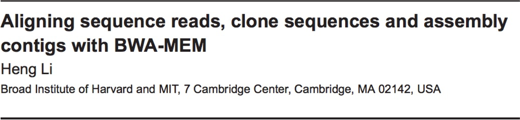 Aligning sequence reads, clone sequences and assembly
contigs with BWA-MEM
Heng Li
Broad Institute of Harvard and MIT, 7 Cambridge Center, Cambridge, MA 02142, USA